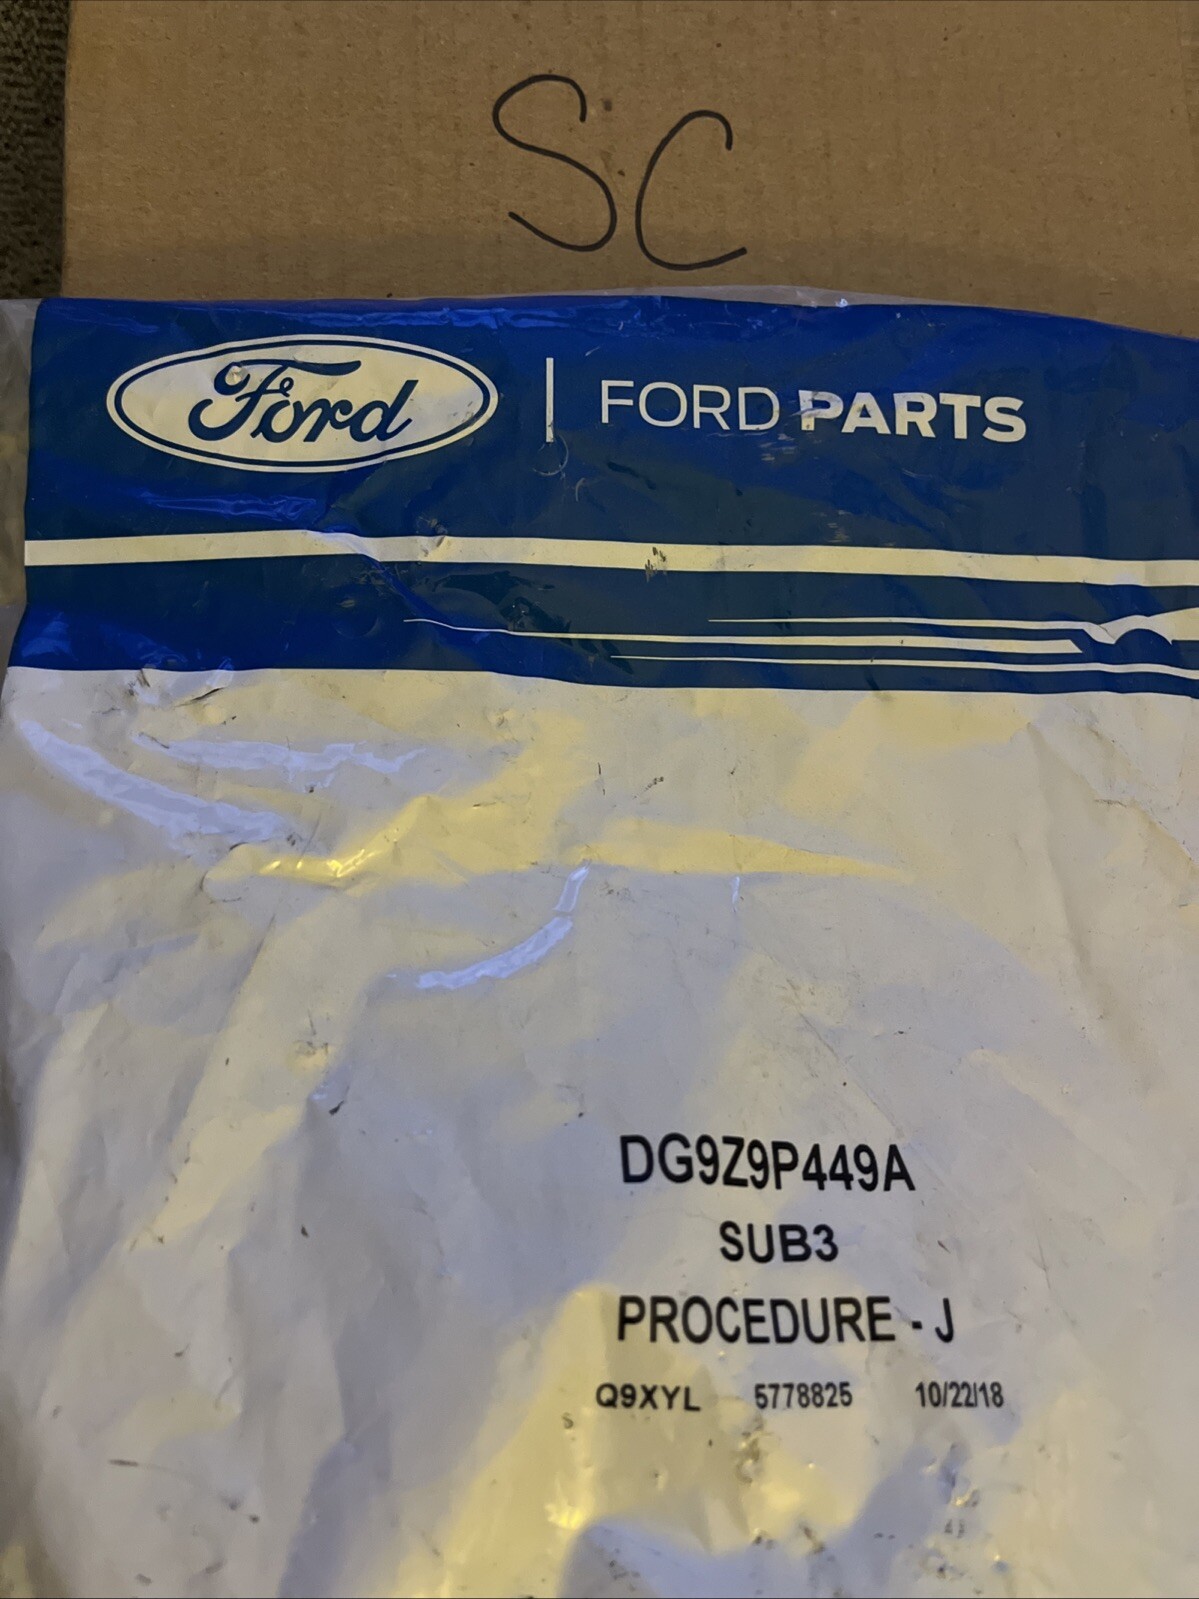 SC
Ford | FORD PARTS
DG9Z9P449A
SUB3
PROCEDURE - J
Q9XYL 5778825 10/22/18